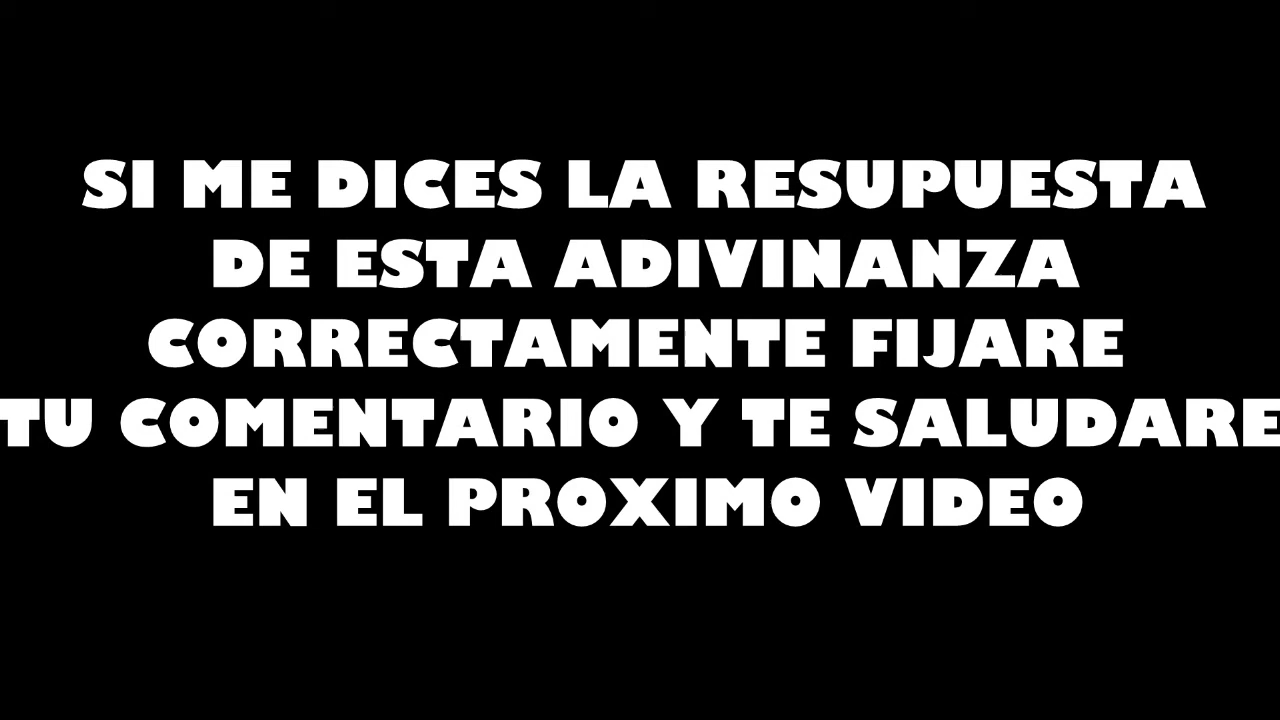 SI ME DICES LA RESUPUESTA
DE ESTA ADIVINANZA
CORRECTAMENTE FIJARE
TU COMENTARIO Y TE SALUDARE
EN EL PROXIMO VIDEO